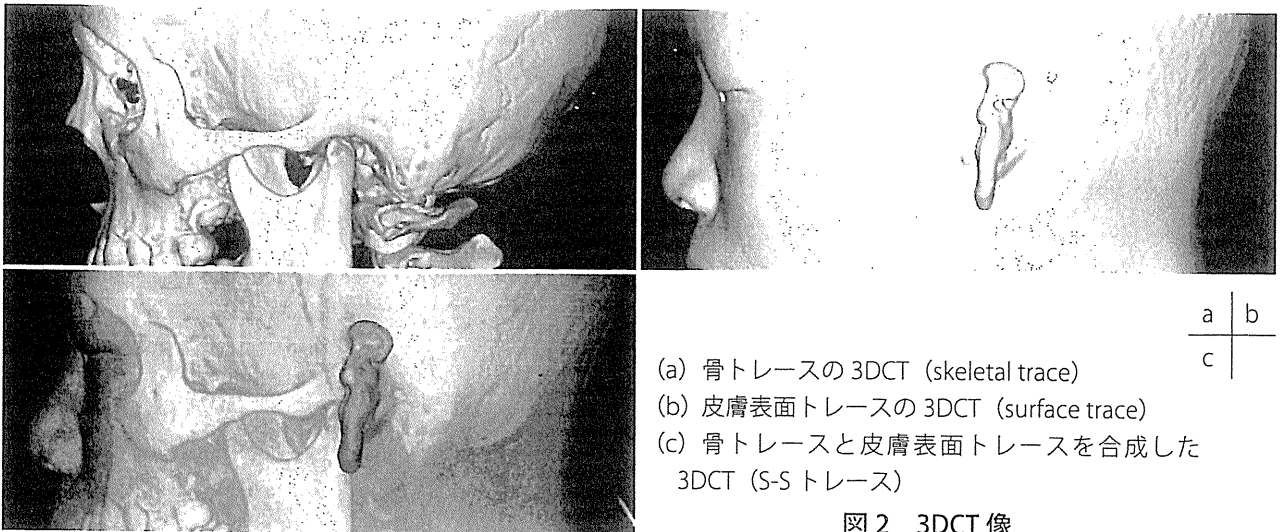 a b
c
(a) 骨トレースの 3DCT (skeletal trace)
(b) 皮膚表面トレースの 3DCT (surface trace)
(c) 骨トレースと皮膚表面トレースを合成した
3DCT (S-S トレース)
図 2 3DCT 像